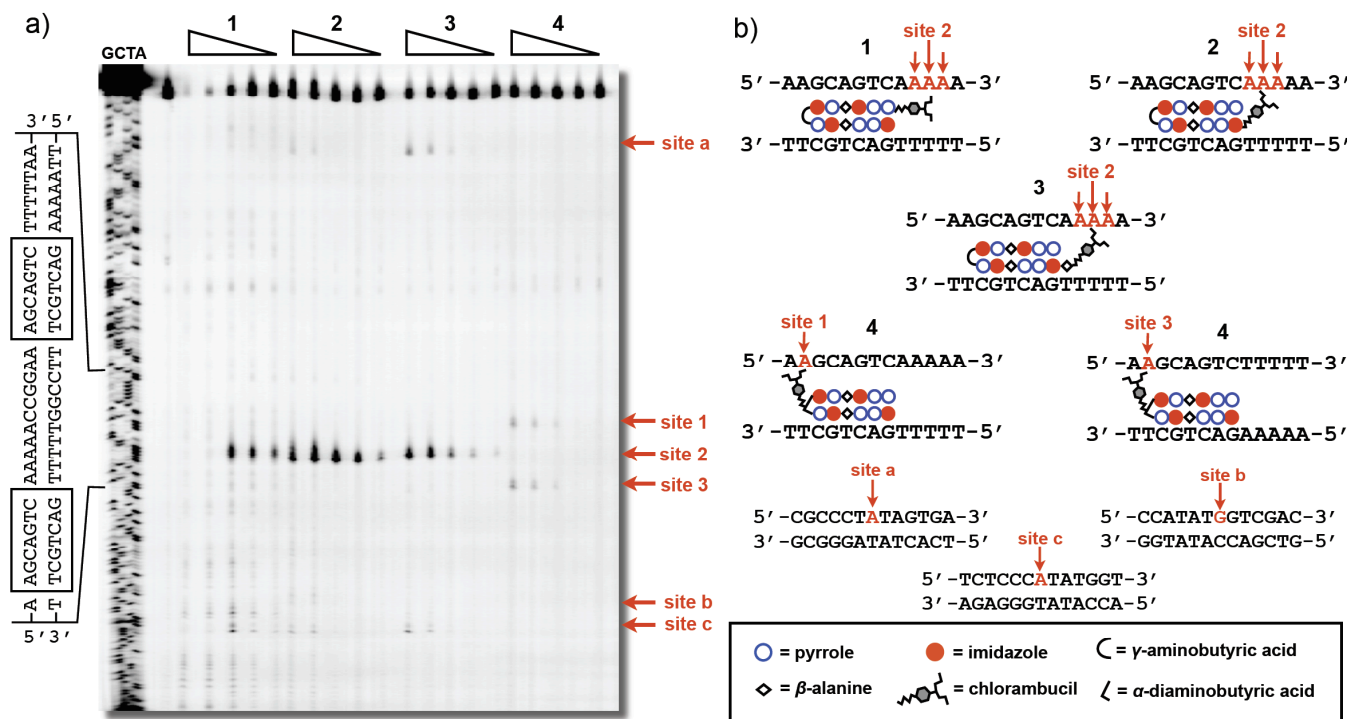 a)
1
2
3
4
GCTA
3′5′
TTTTTAA
AAAAATT
AGCAGTC
TCGTCAG
AAAAACCGGAA
TTTTTGGCCTT
AGCAGTC
TCGTCAG
A
T
5′3′
site a
site 1
site 2
site 3
site b
site c
b)
site 2
1
5′-AAGCAGTCAAAAA-3′
3′-TTCGTCAGTTTTT-5′
site 2
2
5′-AAGCAGTCAAAAA-3′
3′-TTCGTCAGTTTTT-5′
site 2
3
5′-AAGCAGTCAAAAA-3′
3′-TTCGTCAGTTTTT-5′
site 1
4
5′-AAGCAGTCAAAAA-3′
3′-TTCGTCAGTTTTT-5′
site 3
4
5′-AAGCAGTCTTTTT-3′
3′-TTCGTCAGAAAAA-5′
site a
5′-CGCCCTATAGTGA-3′
3′-GCGGGATATCACT-5′
site b
5′-CCATATGGTCGAC-3′
3′-GGTATACCAGCTG-5′
site c
5′-TCTCCCATATGGT-3′
3′-AGAGGGTATACCA-5′
= pyrrole
= imidazole
= γ-aminobutyric acid
= β-alanine
= chlorambucil
= α-diaminobutyric acid